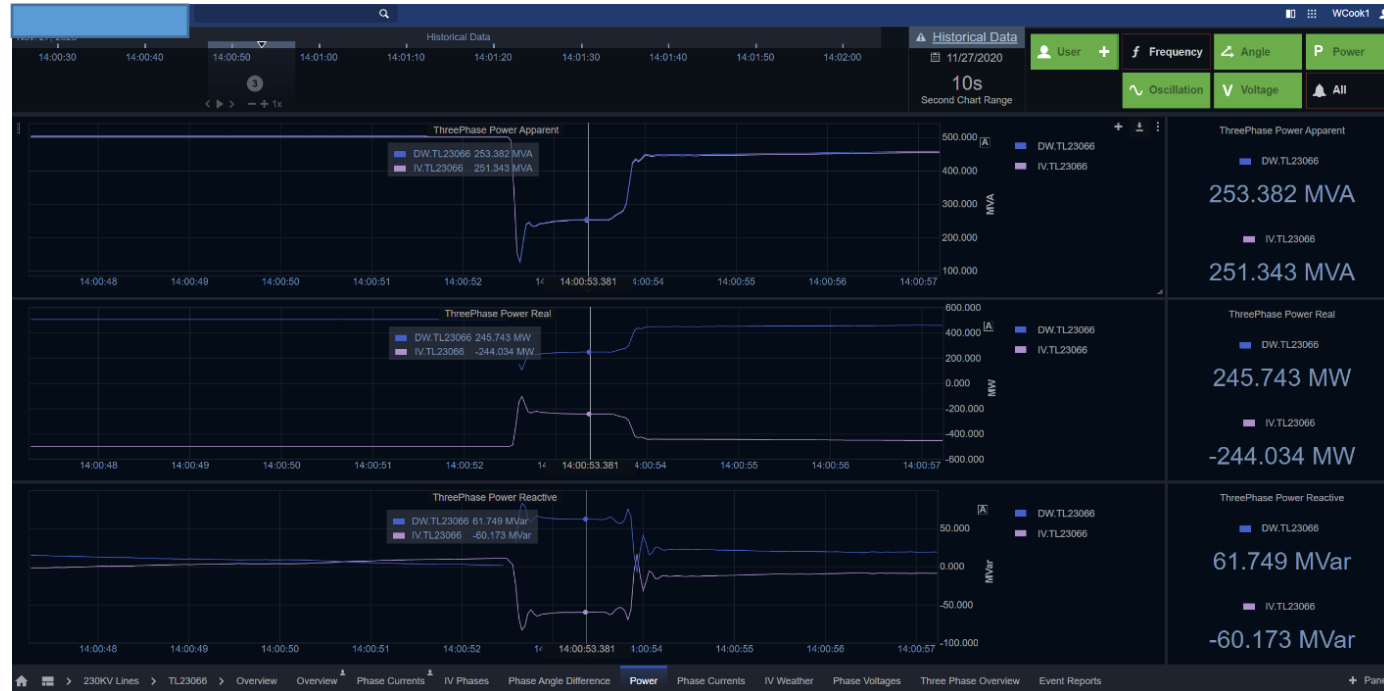 WCook1
Nov. 27, 2020
Historical Data
14:00:30 14:00:40 14:00:50 14:01:00 14:01:10 14:01:20 14:01:30 14:01:40 14:01:50 14:02:00
3
1x
Historical Data
11/27/2020
10s
Second Chart Range
User +
f Frequency
Angle
P Power
Oscillation
V Voltage
All
ThreePhase Power Apparent
DW.TL23066 253.382 MVA
IV.TL23066 251.343 MVA
500.000
400.000
300.000
200.000
100.000
MVA
A
DW.TL23066
IV.TL23066
14:00:48 14:00:49 14:00:50 14:00:51 14:00:52 14:00:53.381 14:00:55 14:00:56 14:00:57
ThreePhase Power Apparent
DW.TL23066
253.382 MVA
IV.TL23066
251.343 MVA
ThreePhase Power Real
DW.TL23066 245.743 MW
IV.TL23066 -244.034 MW
600.000
400.000
200.000
0.000
-200.000
-400.000
-600.000
MW
A
DW.TL23066
IV.TL23066
14:00:48 14:00:49 14:00:50 14:00:51 14:00:52 14:00:53.381 14:00:55 14:00:56 14:00:57
ThreePhase Power Real
DW.TL23066
245.743 MW
IV.TL23066
-244.034 MW
ThreePhase Power Reactive
DW.TL23066 61.749 MVar
IV.TL23066 -60.173 MVar
50.000
0.000
-50.000
-100.000
MVar
A
DW.TL23066
IV.TL23066
14:00:48 14:00:49 14:00:50 14:00:51 14:00:52 14:00:53.381 14:00:55 14:00:56 14:00:57
ThreePhase Power Reactive
DW.TL23066
61.749 MVar
IV.TL23066
-60.173 MVar
230KV Lines > TL23066 > Overview Overview Phase Currents IV Phases Phase Angle Difference Power Phase Currents IV Weather Phase Voltages Three Phase Overview Event Reports + Pane